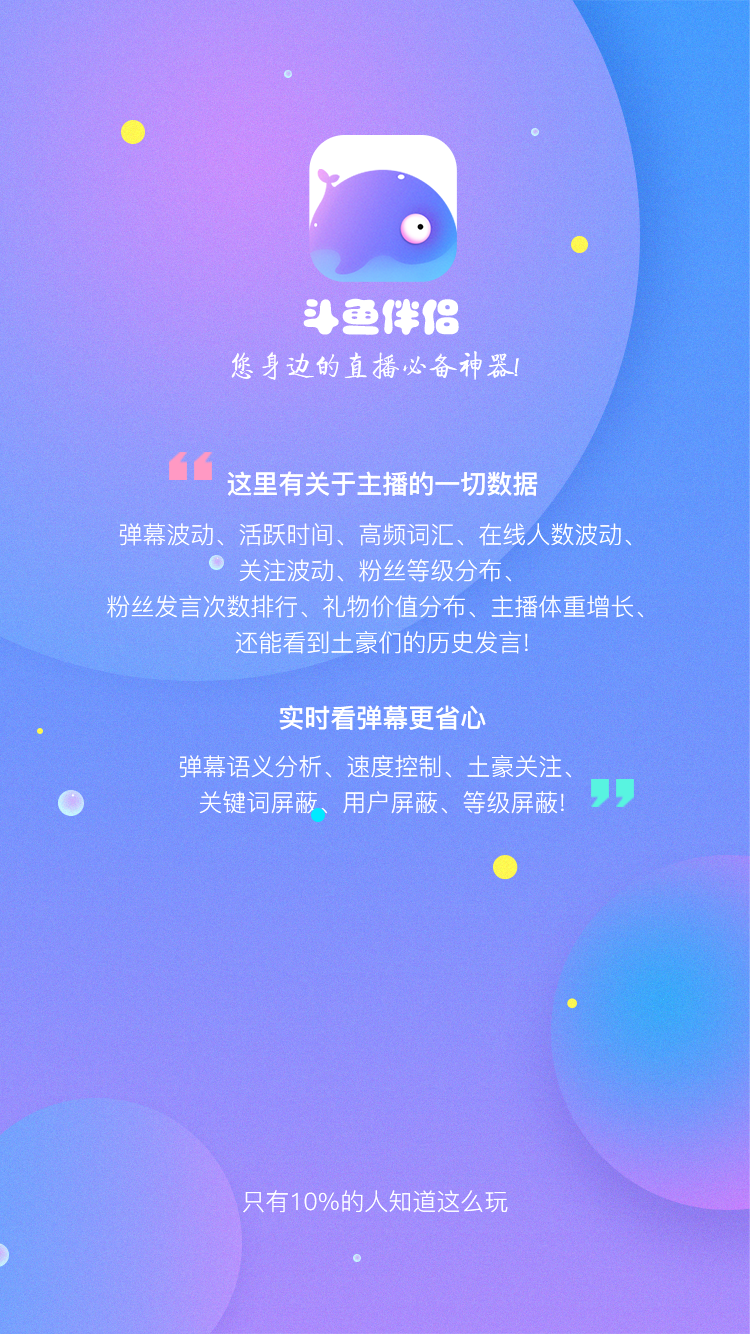 斗鱼伴侣
您身边的直播必备神器!
这里有关于主播的一切数据
弹幕波动、活跃时间、高频词汇、在线人数波动、
关注波动、粉丝等级分布、
粉丝发言次数排行、礼物价值分布、主播体重增长、
还能看到土豪们的历史发言!
实时看弹幕更省心
弹幕语义分析、速度控制、土豪关注、
关键词屏蔽、用户屏蔽、等级屏蔽!
只有10%的人知道这么玩